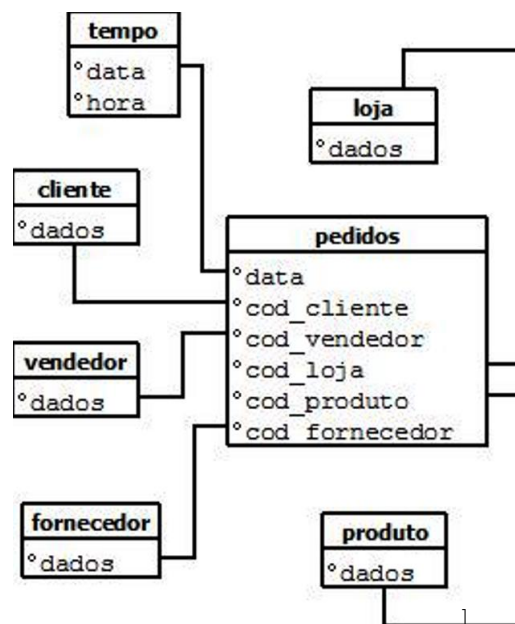 tempo
°data
°hora
loja
°dados
cliente
°dados
pedidos
°data
°cod_cliente
°cod_vendedor
°cod_loja
°cod_produto
°cod_fornecedor
vendedor
°dados
fornecedor
°dados
produto
°dados